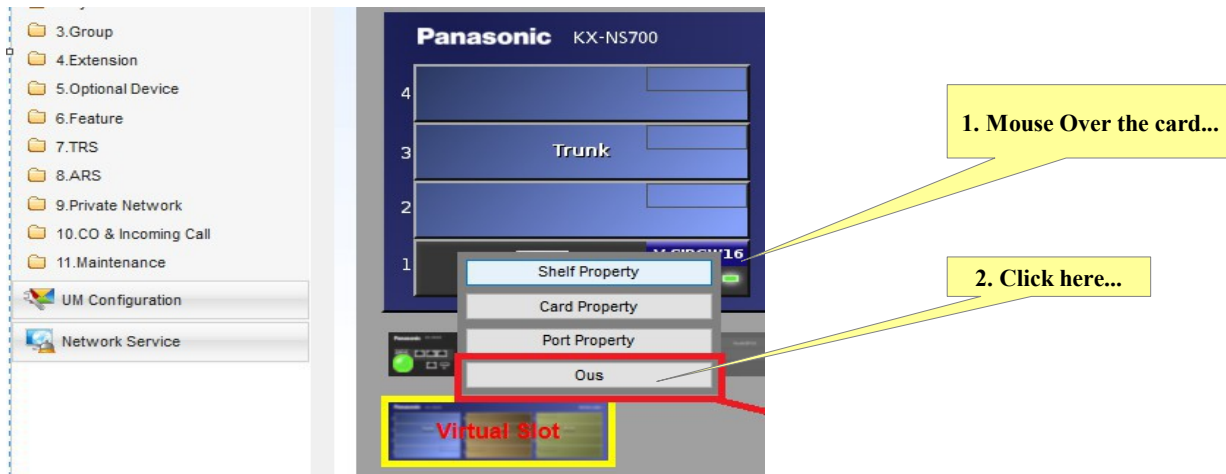 3.Group
4.Extension
5.Optional Device
6.Feature
7.TRS
8.ARS
9.Private Network
10.CO & Incoming Call
11.Maintenance
UM Configuration
Network Service
Panasonic KX-NS700
4
3 Trunk
2
1
Shelf Property
Card Property
Port Property
Ous
Virtual Slot
1. Mouse Over the card...
2. Click here...